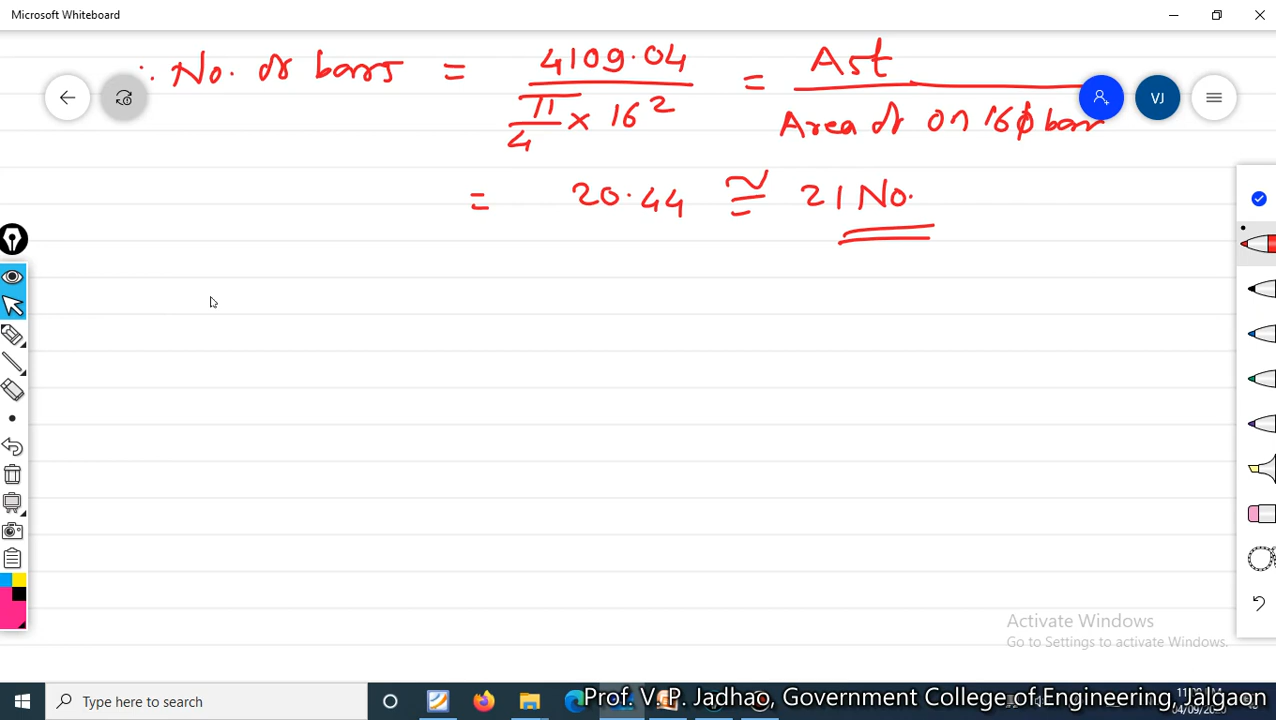 Microsoft Whiteboard
∴ No. of bars = 4109.04 / (π/4 × 16²) = Ast / Area of on 16ϕ bar
VJ
= 20.44 ≅ 21 No.
Activate Windows
Go to Settings to activate Windows.
Type here to search
Prof. V. P. Jadhao, Government College of Engineering, Jalgaon